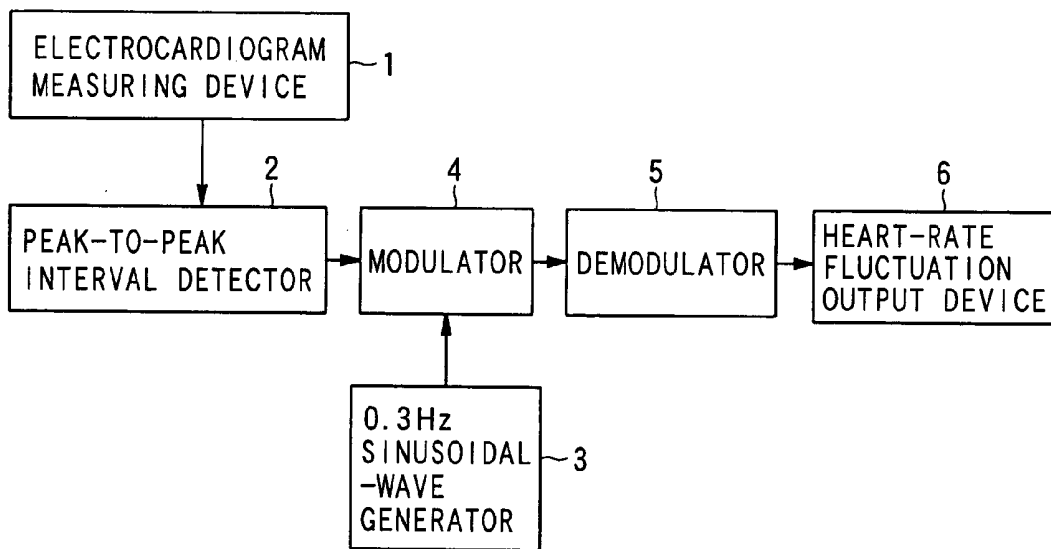 ELECTROCARDIOGRAM
MEASURING DEVICE
1
2
PEAK-TO-PEAK
INTERVAL DETECTOR
4
MODULATOR
5
DEMODULATOR
6
HEART-RATE
FLUCTUATION
OUTPUT DEVICE
0.3Hz
SINUSOIDAL
-WAVE
GENERATOR
3